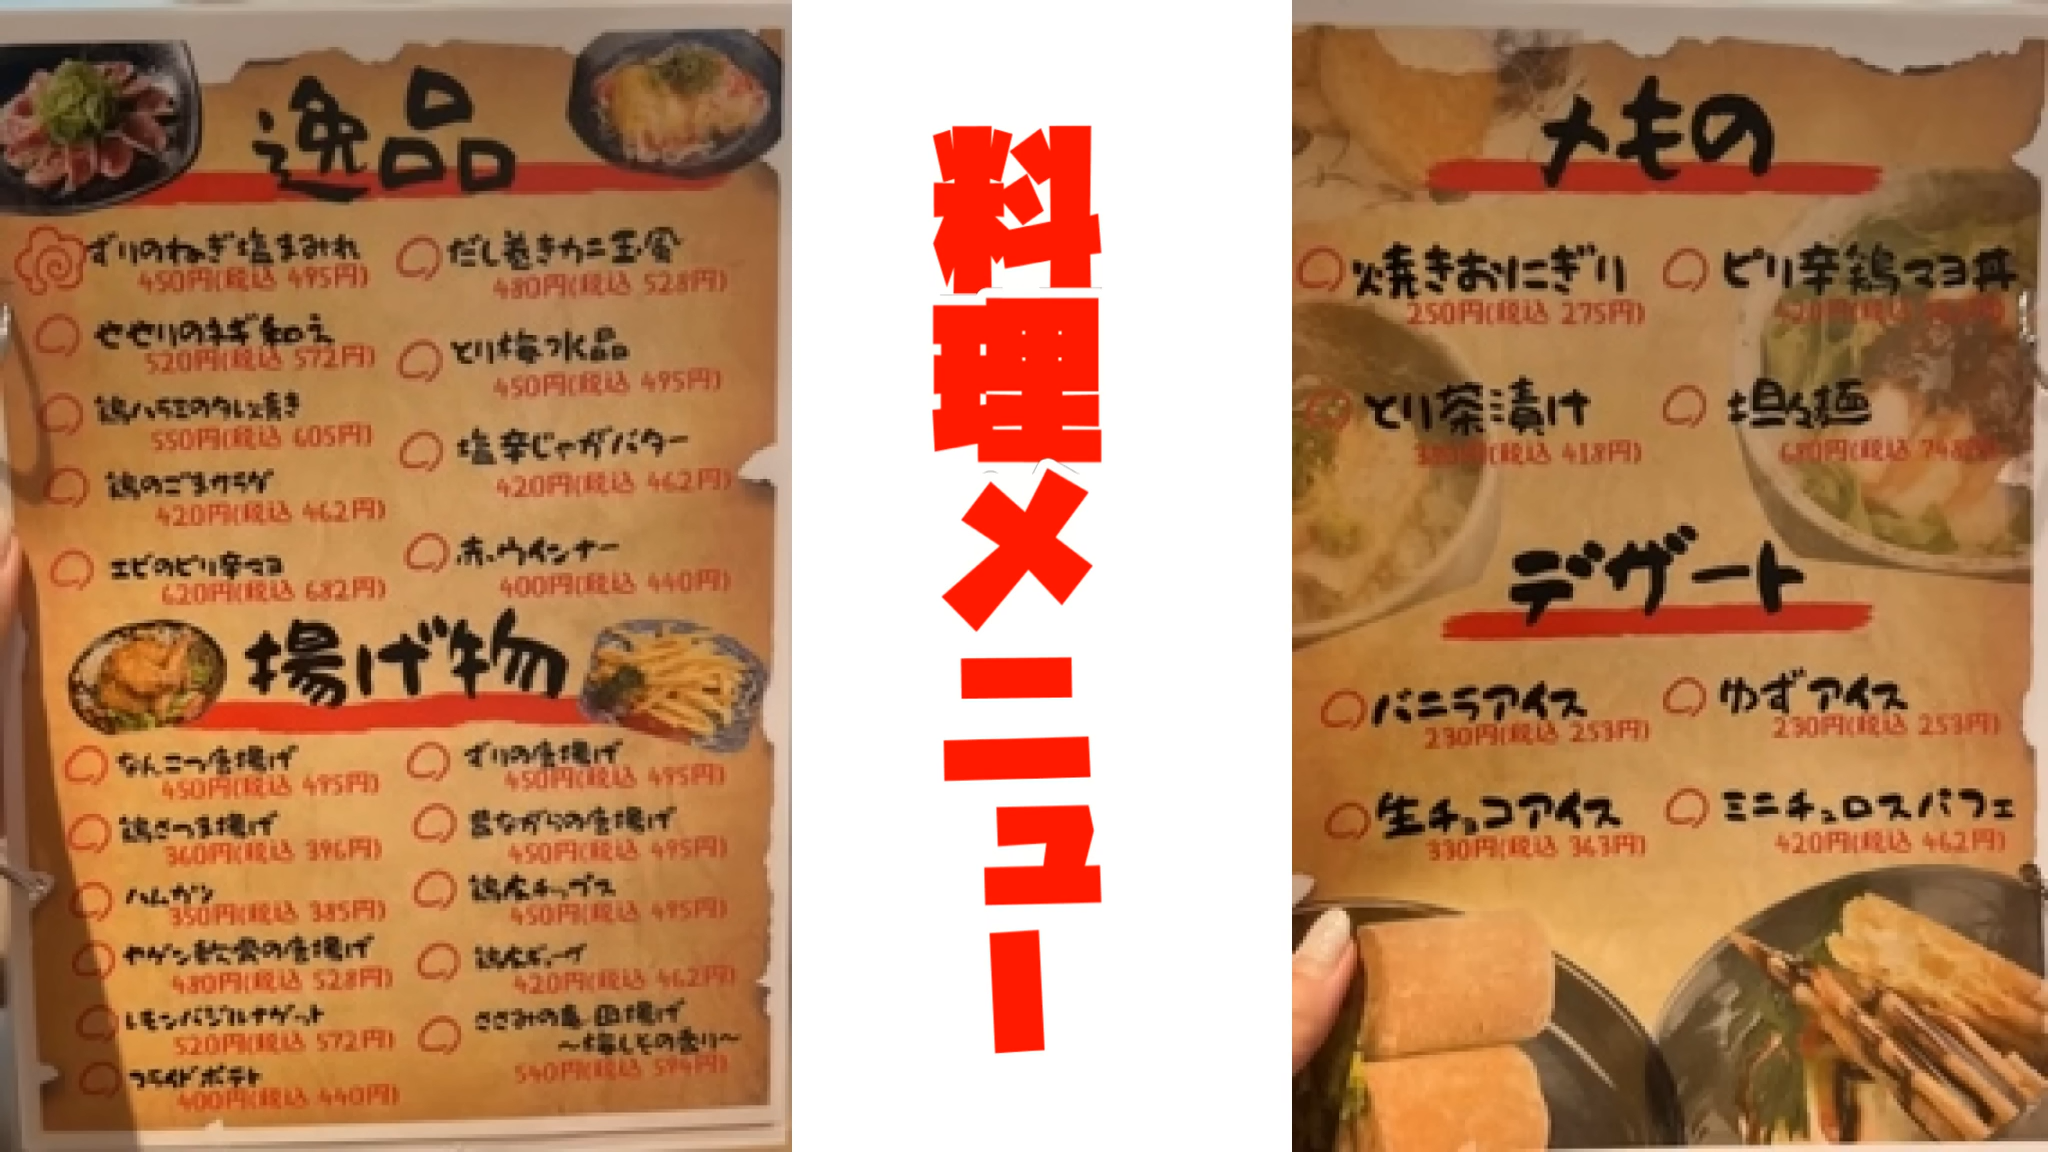 逸品
ずりのねぎ塩まみれ
450円(税込 495円)
せせりのネギ和え
520円(税込 572円)
鶏ハラミのタレ焼き
550円(税込 605円)
鶏のごまサラダ
420円(税込 462円)
エビのピリ辛マヨ
620円(税込 682円)
だし巻きカニ玉風
480円(税込 528円)
とり梅水晶
450円(税込 495円)
塩辛じゃがバター
420円(税込 462円)
赤ウインナー
400円(税込 440円)
揚げ物
なんこつ唐揚げ
450円(税込 495円)
鶏さつま揚げ
360円(税込 396円)
ハムカツ
350円(税込 385円)
ヤゲン軟骨の唐揚げ
480円(税込 528円)
レモンバジルナゲット
520円(税込 572円)
フライドポテト
400円(税込 440円)
ずりの唐揚げ
450円(税込 495円)
昔ながらの唐揚げ
450円(税込 495円)
鶏皮チップス
450円(税込 495円)
鶏皮ギョーザ
420円(税込 462円)
ささみの竜田揚げ
～梅しその香り～
540円(税込 594円)
料理メニュー
〆もの
焼きおにぎり
250円(税込 275円)
とり茶漬け
380円(税込 418円)
ピリ辛鶏マヨ丼
坦々麺
680円(税込 748円)
デザート
バニラアイス
230円(税込 253円)
生チョコアイス
330円(税込 363円)
ゆずアイス
230円(税込 253円)
ミニチュロスパフェ
420円(税込 462円)